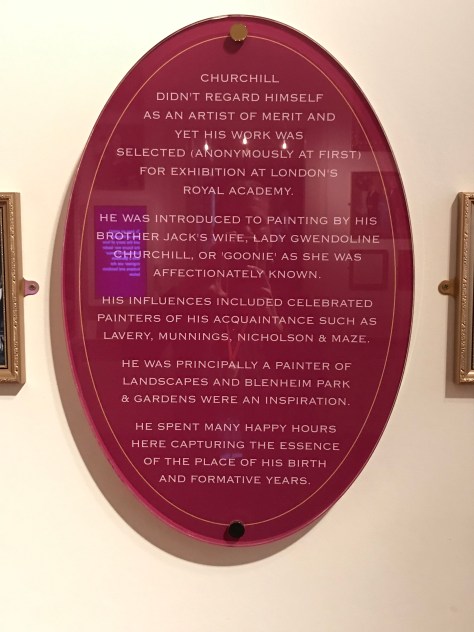 CHURCHILL
DIDN'T REGARD HIMSELF
AS AN ARTIST OF MERIT AND
YET HIS WORK WAS
SELECTED (ANONYMOUSLY AT FIRST)
FOR EXHIBITION AT LONDON'S
ROYAL ACADEMY.
HE WAS INTRODUCED TO PAINTING BY HIS
BROTHER JACK'S WIFE, LADY GWENDOLINE
CHURCHILL, OR 'GOONIE' AS SHE WAS
AFFECTIONATELY KNOWN.
HIS INFLUENCES INCLUDED CELEBRATED
PAINTERS OF HIS ACQUAINTANCE SUCH AS
LAVERY, MUNNINGS, NICHOLSON & MAZE.
HE WAS PRINCIPALLY A PAINTER OF
LANDSCAPES AND BLENHEIM PARK
& GARDENS WERE AN INSPIRATION.
HE SPENT MANY HAPPY HOURS
HERE CAPTURING THE ESSENCE
OF THE PLACE OF HIS BIRTH
AND FORMATIVE YEARS.